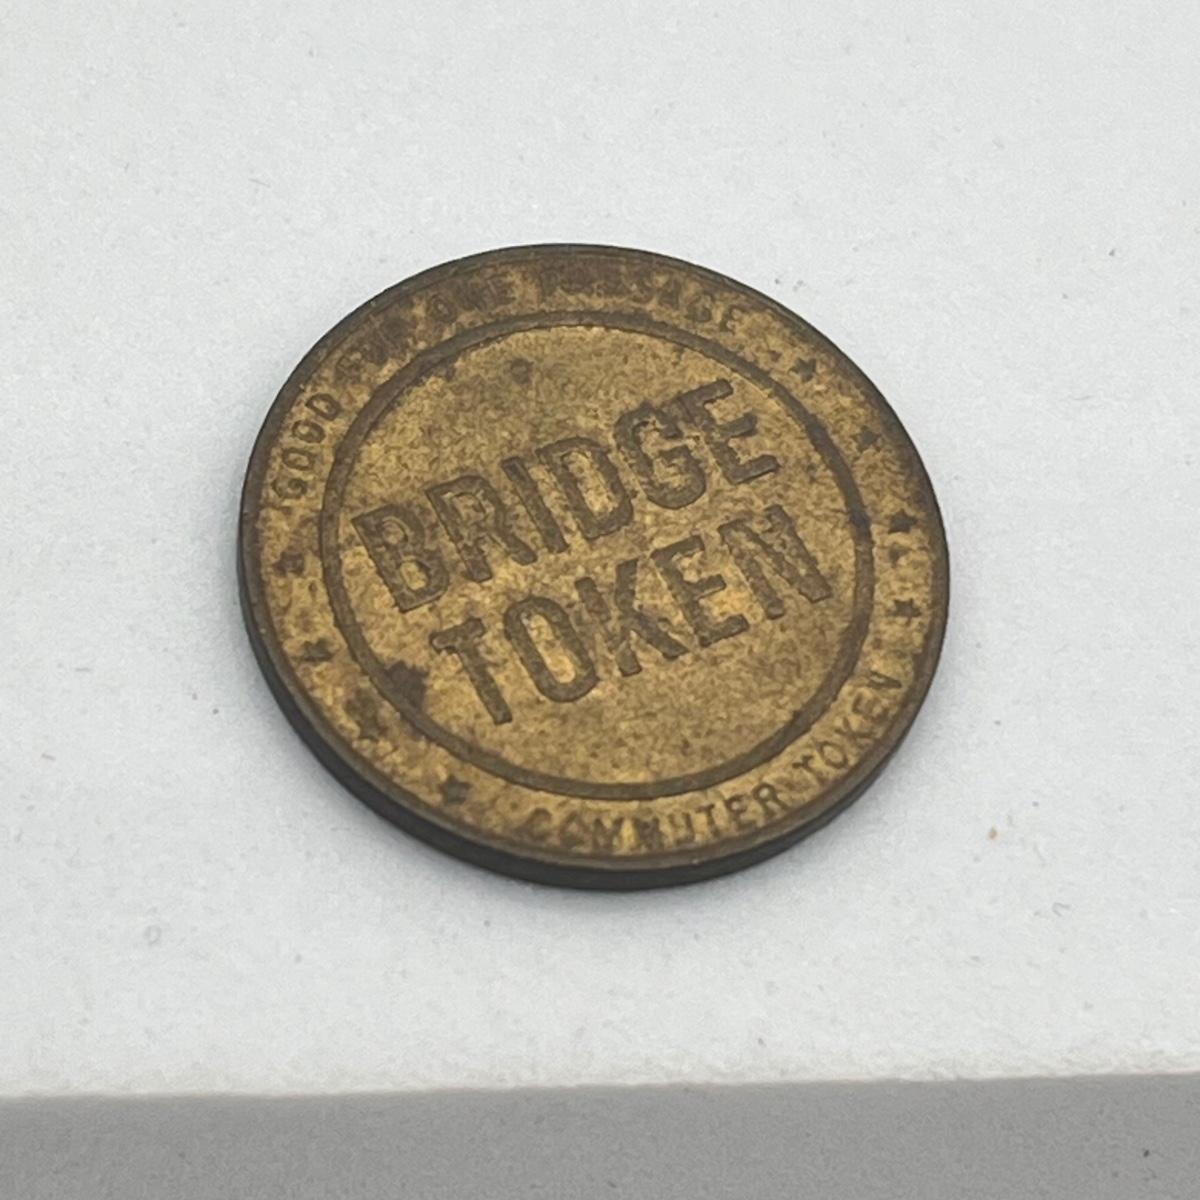 GOOD FOR ONE PASSAGE
BRIDGE
TOKEN
COMMUTER TOKEN